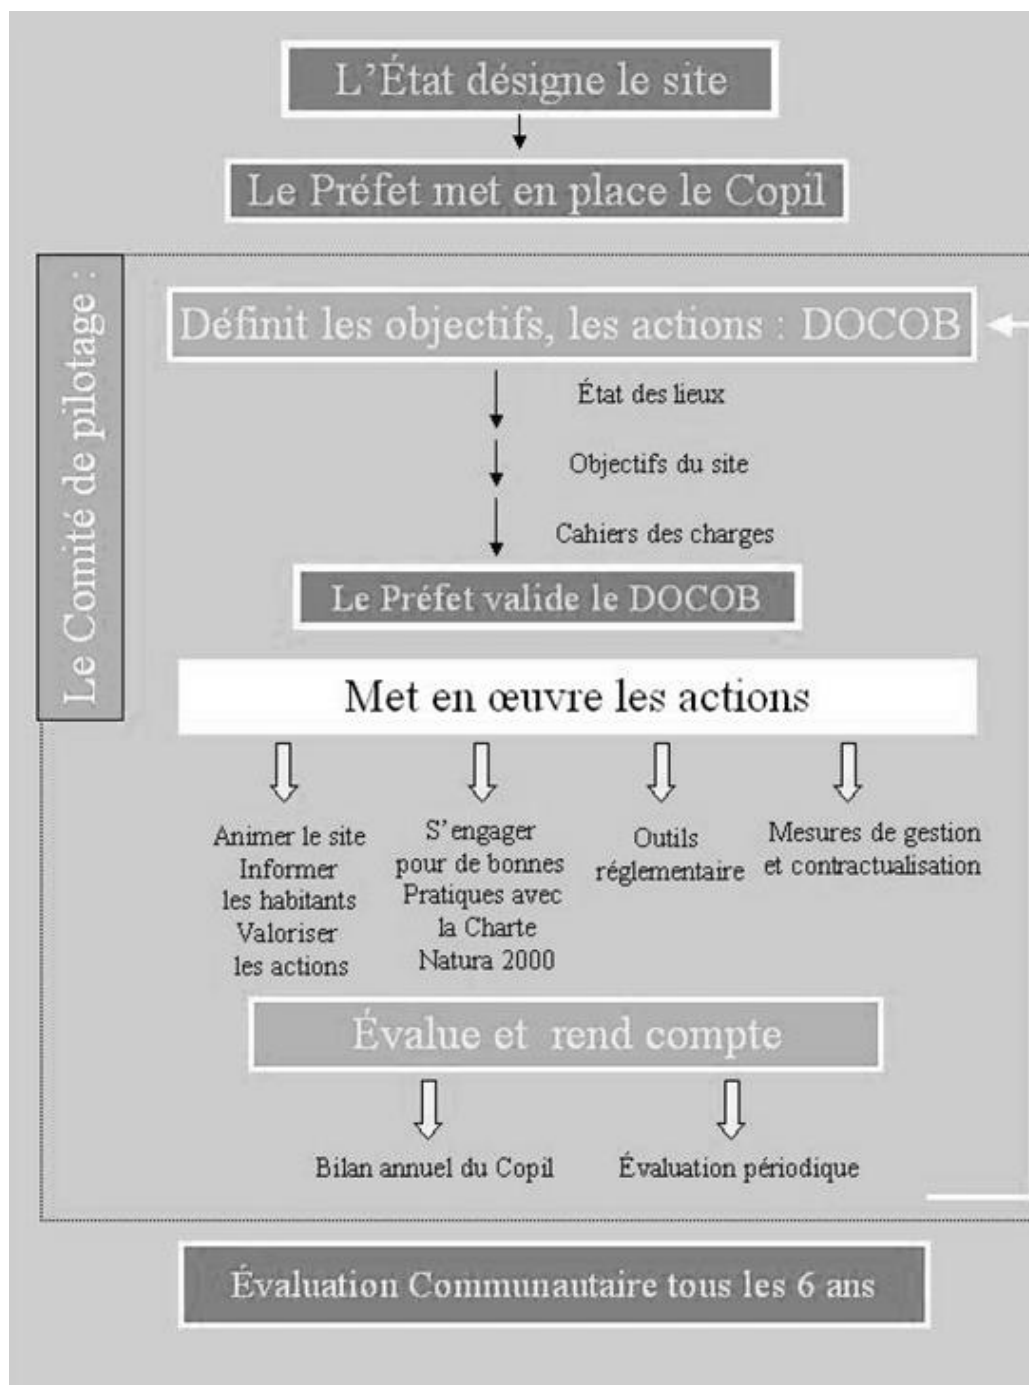 L'État désigne le site
Le Préfet met en place le Copil
Le Comité de pilotage :
Définit les objectifs, les actions : DOCOB
État des lieux
Objectifs du site
Cahiers des charges
Le Préfet valide le DOCOB
Met en œuvre les actions
Animer le site
Informer
les habitants
Valoriser
les actions
S'engager
pour de bonnes
Pratiques avec
la Charte
Natura 2000
Outils
réglementaire
Mesures de gestion
et contractualisation
Évalue et rend compte
Bilan annuel du Copil
Évaluation périodique
Évaluation Communautaire tous les 6 ans